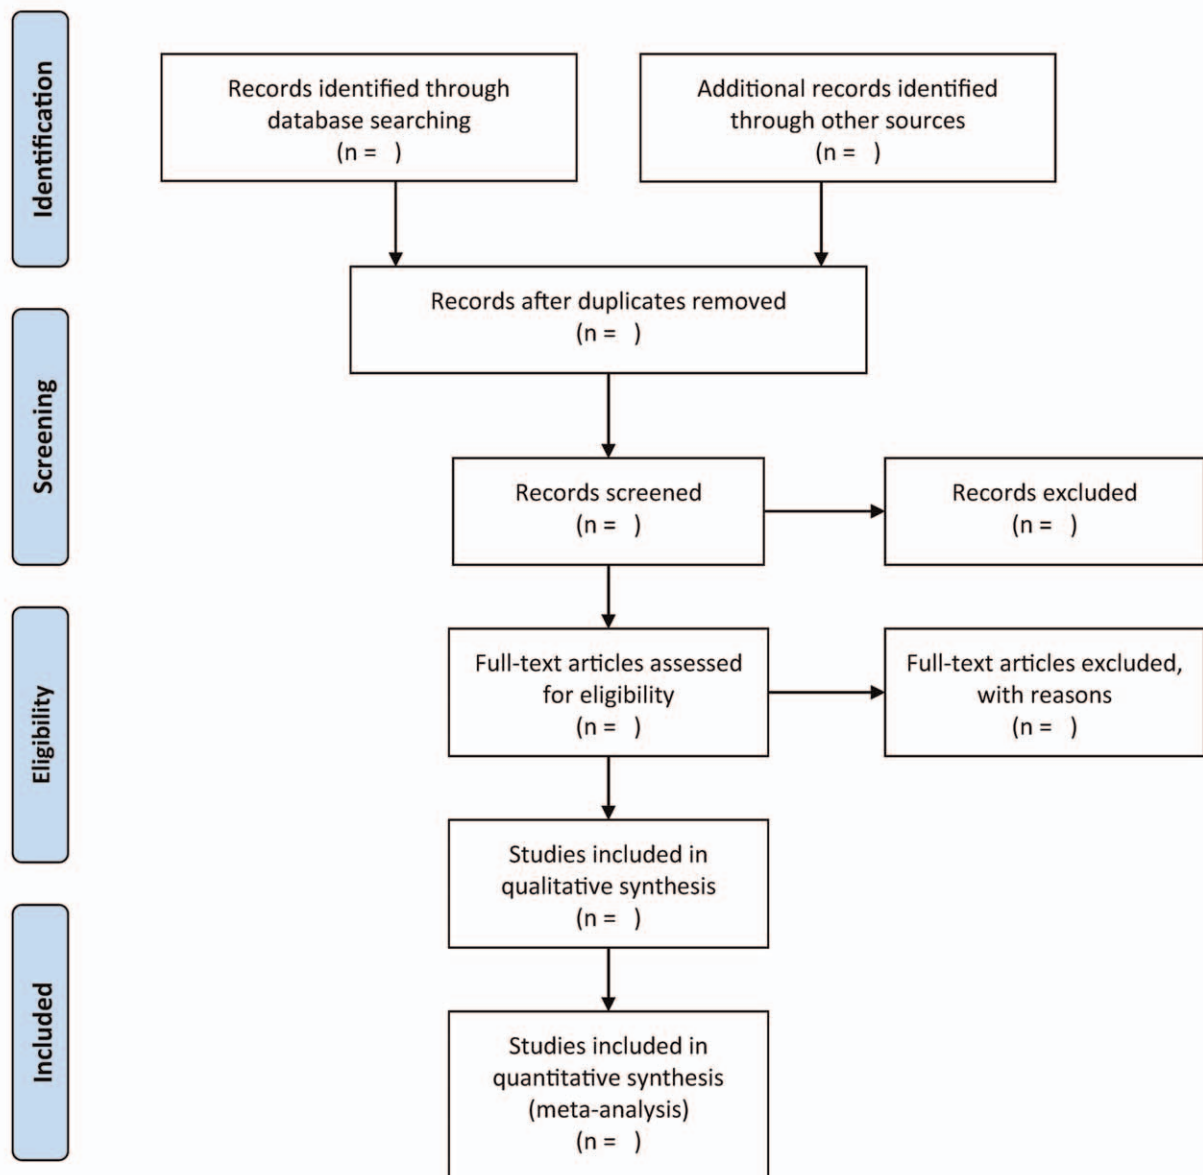 Identification
Records identified through
database searching
(n =   )
Additional records identified
through other sources
(n =   )
Records after duplicates removed
(n =   )
Screening
Records screened
(n =   )
Records excluded
(n =   )
Eligibility
Full-text articles assessed
for eligibility
(n =   )
Full-text articles excluded,
with reasons
(n =   )
Studies included in
qualitative synthesis
(n =   )
Included
Studies included in
quantitative synthesis
(meta-analysis)
(n =   )